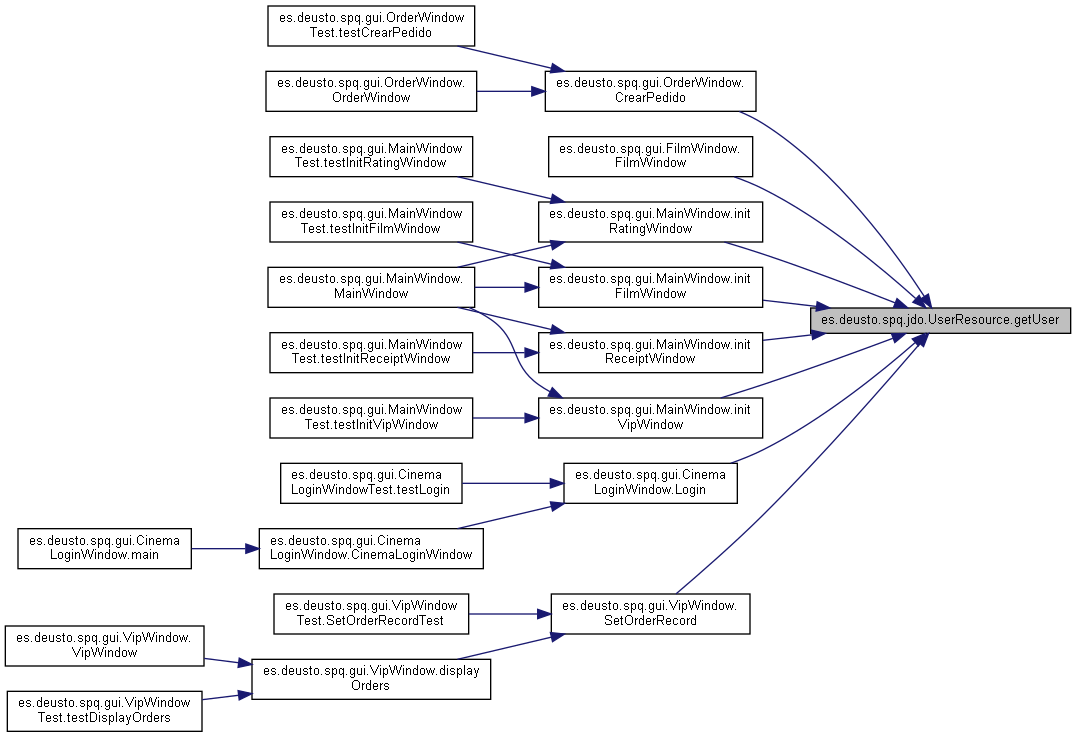 es.deusto.spq.gui.OrderWindow
Test.testCrearPedido
es.deusto.spq.gui.OrderWindow.
OrderWindow
es.deusto.spq.gui.OrderWindow.
CrearPedido
es.deusto.spq.gui.MainWindow
Test.testInitRatingWindow
es.deusto.spq.gui.FilmWindow.
FilmWindow
es.deusto.spq.gui.MainWindow
Test.testInitFilmWindow
es.deusto.spq.gui.MainWindow.init
RatingWindow
es.deusto.spq.gui.MainWindow.
MainWindow
es.deusto.spq.gui.MainWindow.init
FilmWindow
es.deusto.spq.jdo.UserResource.getUser
es.deusto.spq.gui.MainWindow
Test.testInitReceiptWindow
es.deusto.spq.gui.MainWindow.init
ReceiptWindow
es.deusto.spq.gui.MainWindow
Test.testInitVipWindow
es.deusto.spq.gui.MainWindow.init
VipWindow
es.deusto.spq.gui.Cinema
LoginWindowTest.testLogin
es.deusto.spq.gui.Cinema
LoginWindow.Login
es.deusto.spq.gui.Cinema
LoginWindow.main
es.deusto.spq.gui.Cinema
LoginWindow.CinemaLoginWindow
es.deusto.spq.gui.VipWindow
Test.SetOrderRecordTest
es.deusto.spq.gui.VipWindow.
SetOrderRecord
es.deusto.spq.gui.VipWindow.
VipWindow
es.deusto.spq.gui.VipWindow.display
Orders
es.deusto.spq.gui.VipWindow
Test.testDisplayOrders